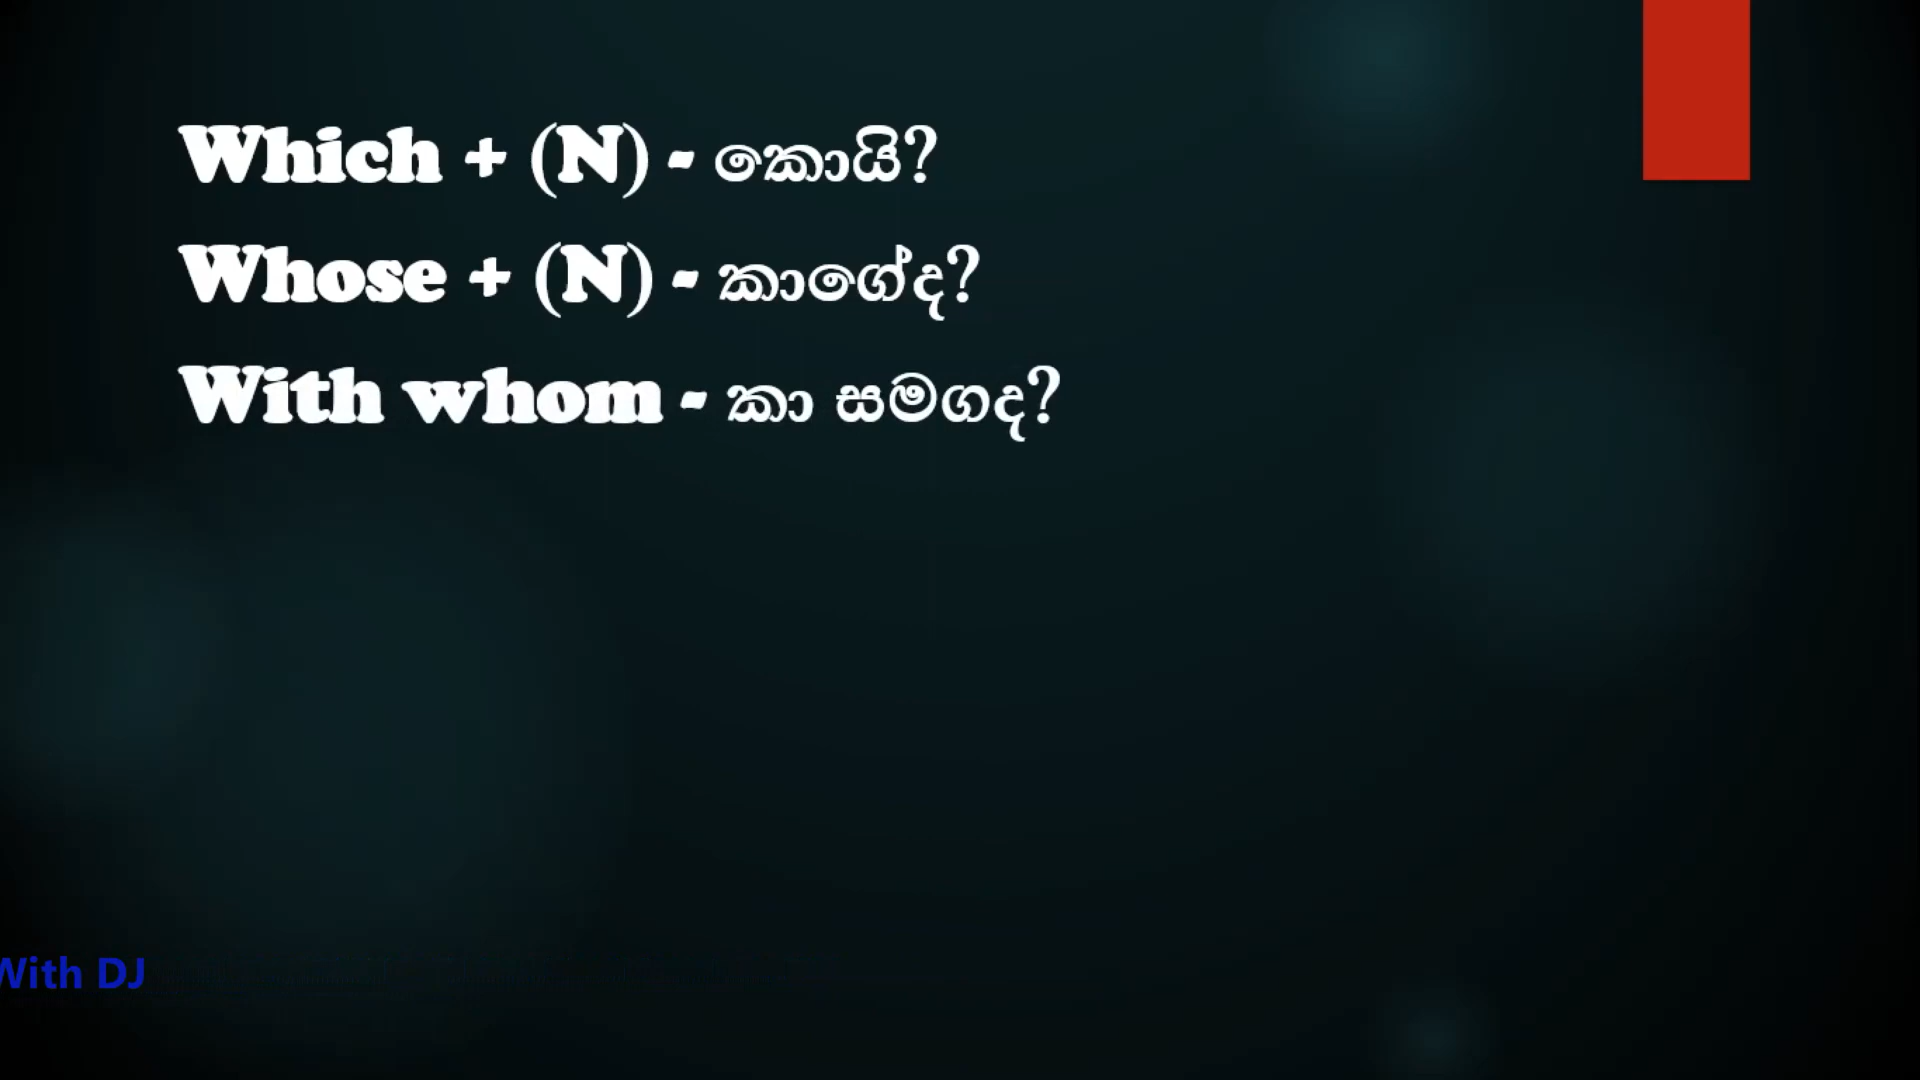 Which + (N) - කොයි?
Whose + (N) - කාගේද?
With whom - කා සමගද?
With DJ